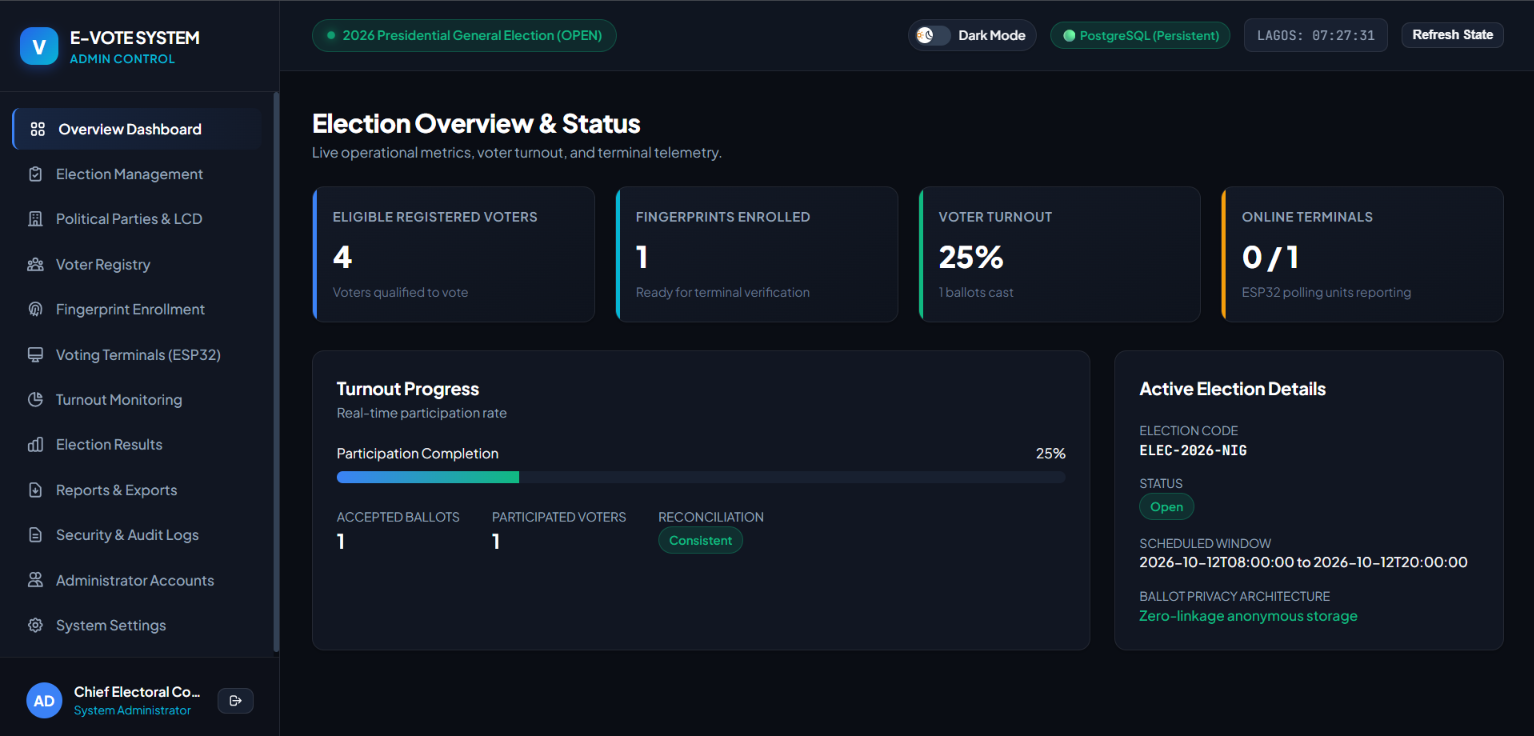 V
E-VOTE SYSTEM
ADMIN CONTROL
Overview Dashboard
Election Management
Political Parties & LCD
Voter Registry
Fingerprint Enrollment
Voting Terminals (ESP32)
Turnout Monitoring
Election Results
Reports & Exports
Security & Audit Logs
Administrator Accounts
System Settings
AD
Chief Electoral Co...
System Administrator
2026 Presidential General Election (OPEN)
Dark Mode
PostgreSQL (Persistent)
LAGOS: 07:27:31
Refresh State
Election Overview & Status
Live operational metrics, voter turnout, and terminal telemetry.
ELIGIBLE REGISTERED VOTERS
4
Voters qualified to vote
FINGERPRINTS ENROLLED
1
Ready for terminal verification
VOTER TURNOUT
25%
1 ballots cast
ONLINE TERMINALS
0 / 1
ESP32 polling units reporting
Turnout Progress
Real-time participation rate
Participation Completion 25%
ACCEPTED BALLOTS PARTICIPATED VOTERS RECONCILIATION
1 1 Consistent
Active Election Details
ELECTION CODE
ELEC-2026-NIG
STATUS
Open
SCHEDULED WINDOW
2026-10-12T08:00:00 to 2026-10-12T20:00:00
BALLOT PRIVACY ARCHITECTURE
Zero-linkage anonymous storage